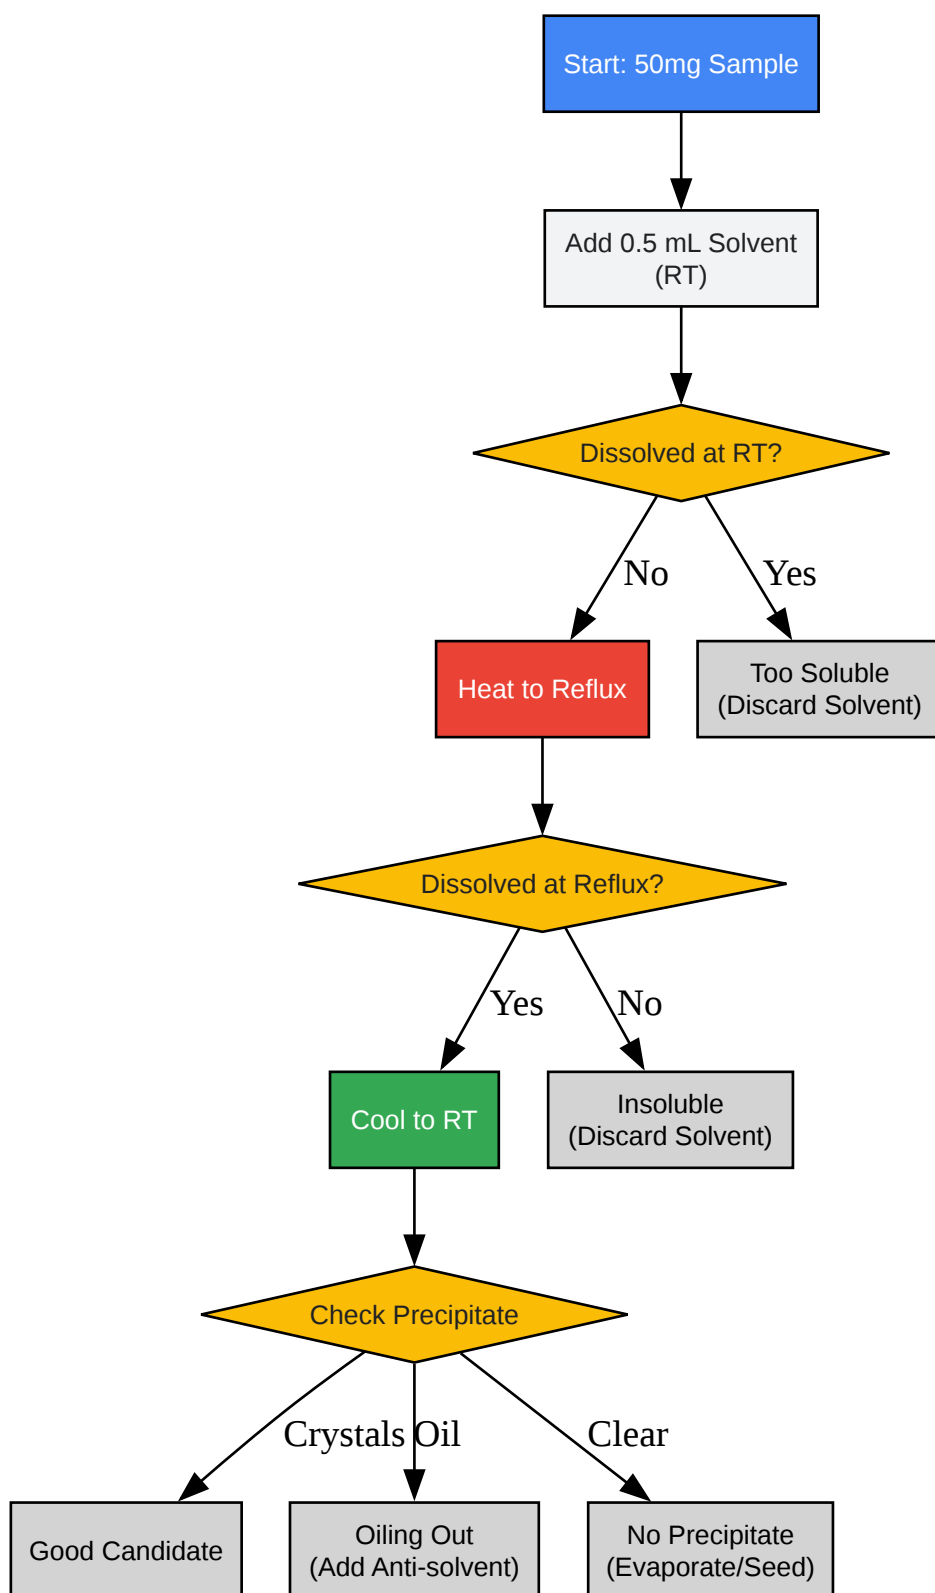 Start: 50mg Sample
Add 0.5 mL Solvent
(RT)
Dissolved at RT?
No
Yes
Heat to Reflux
Too Soluble
(Discard Solvent)
Dissolved at Reflux?
Yes
No
Cool to RT
Insoluble
(Discard Solvent)
Check Precipitate
Crystals
Oil
Clear
Good Candidate
Oiling Out
(Add Anti-solvent)
No Precipitate
(Evaporate/Seed)